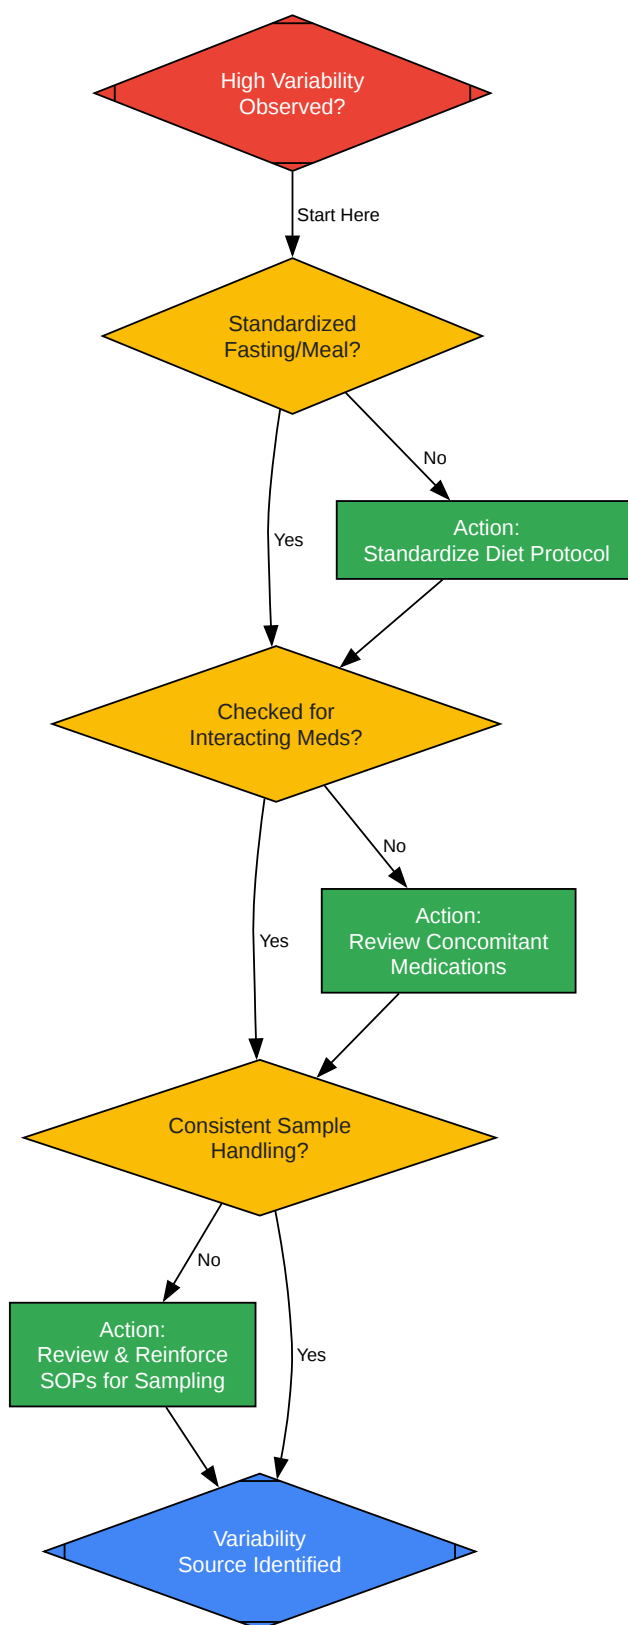 High Variability
Observed?
Start Here
Standardized
Fasting/Meal?
No
Action:
Standardize Diet Protocol
Yes
Checked for
Interacting Meds?
No
Action:
Review Concomitant
Medications
Yes
Consistent Sample
Handling?
No
Action:
Review & Reinforce
SOPs for Sampling
Yes
Variability
Source Identified